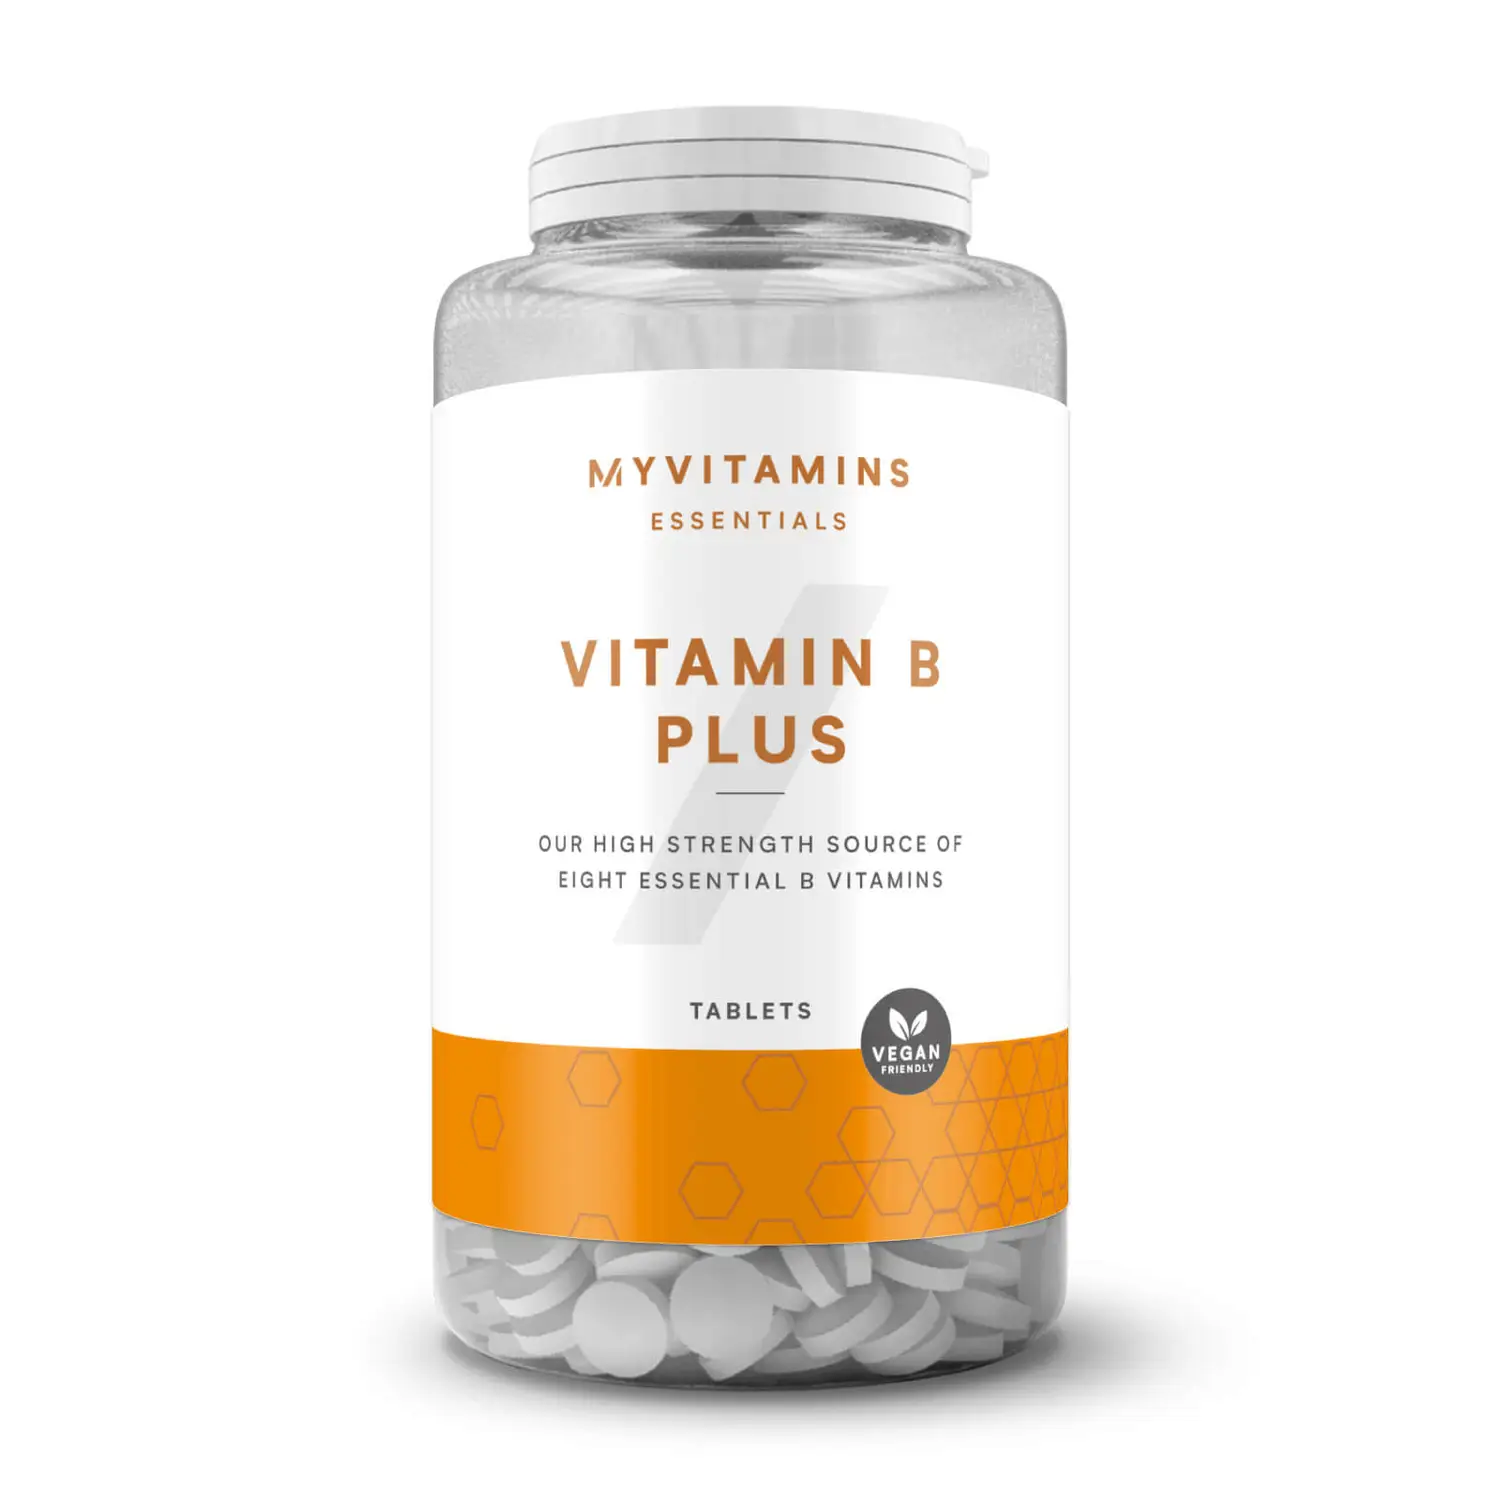 MYVITAMINS
ESSENTIALS
VITAMIN B
PLUS
OUR HIGH STRENGTH SOURCE OF
EIGHT ESSENTIAL B VITAMINS
TABLETS
VEGAN
FRIENDLY